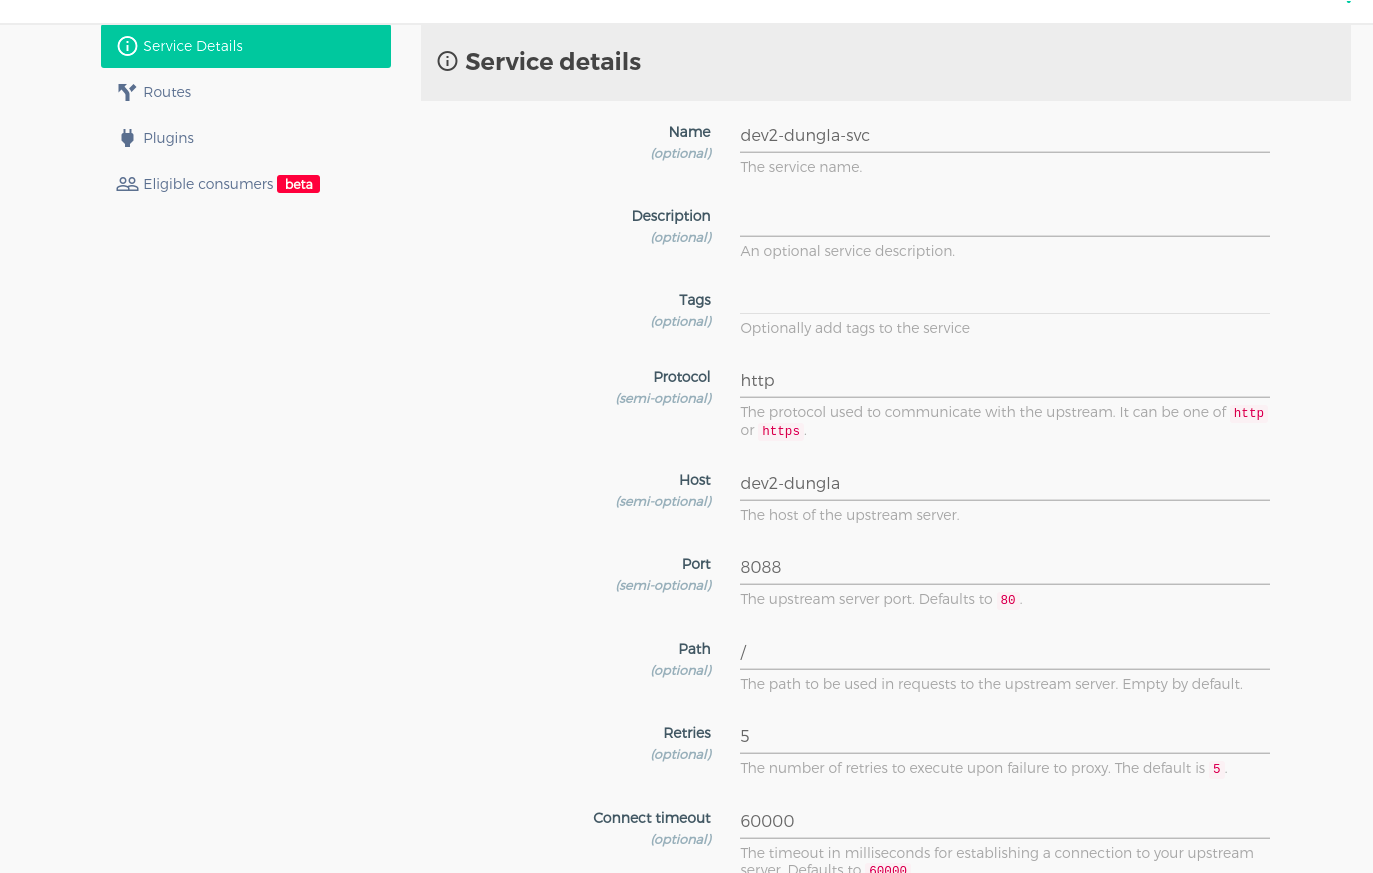 Service Details
Routes
Plugins
Eligible consumers beta
Service details
Name
(optional)
dev2-dungla-svc
The service name.
Description
(optional)
An optional service description.
Tags
(optional)
Optionally add tags to the service
Protocol
(semi-optional)
http
The protocol used to communicate with the upstream. It can be one of http
or https.
Host
(semi-optional)
dev2-dungla
The host of the upstream server.
Port
(semi-optional)
8088
The upstream server port. Defaults to 80.
Path
(optional)
/
The path to be used in requests to the upstream server. Empty by default.
Retries
(optional)
5
The number of retries to execute upon failure to proxy. The default is 5.
Connect timeout
(optional)
60000
The timeout in milliseconds for establishing a connection to your upstream
server. Defaults to 60000